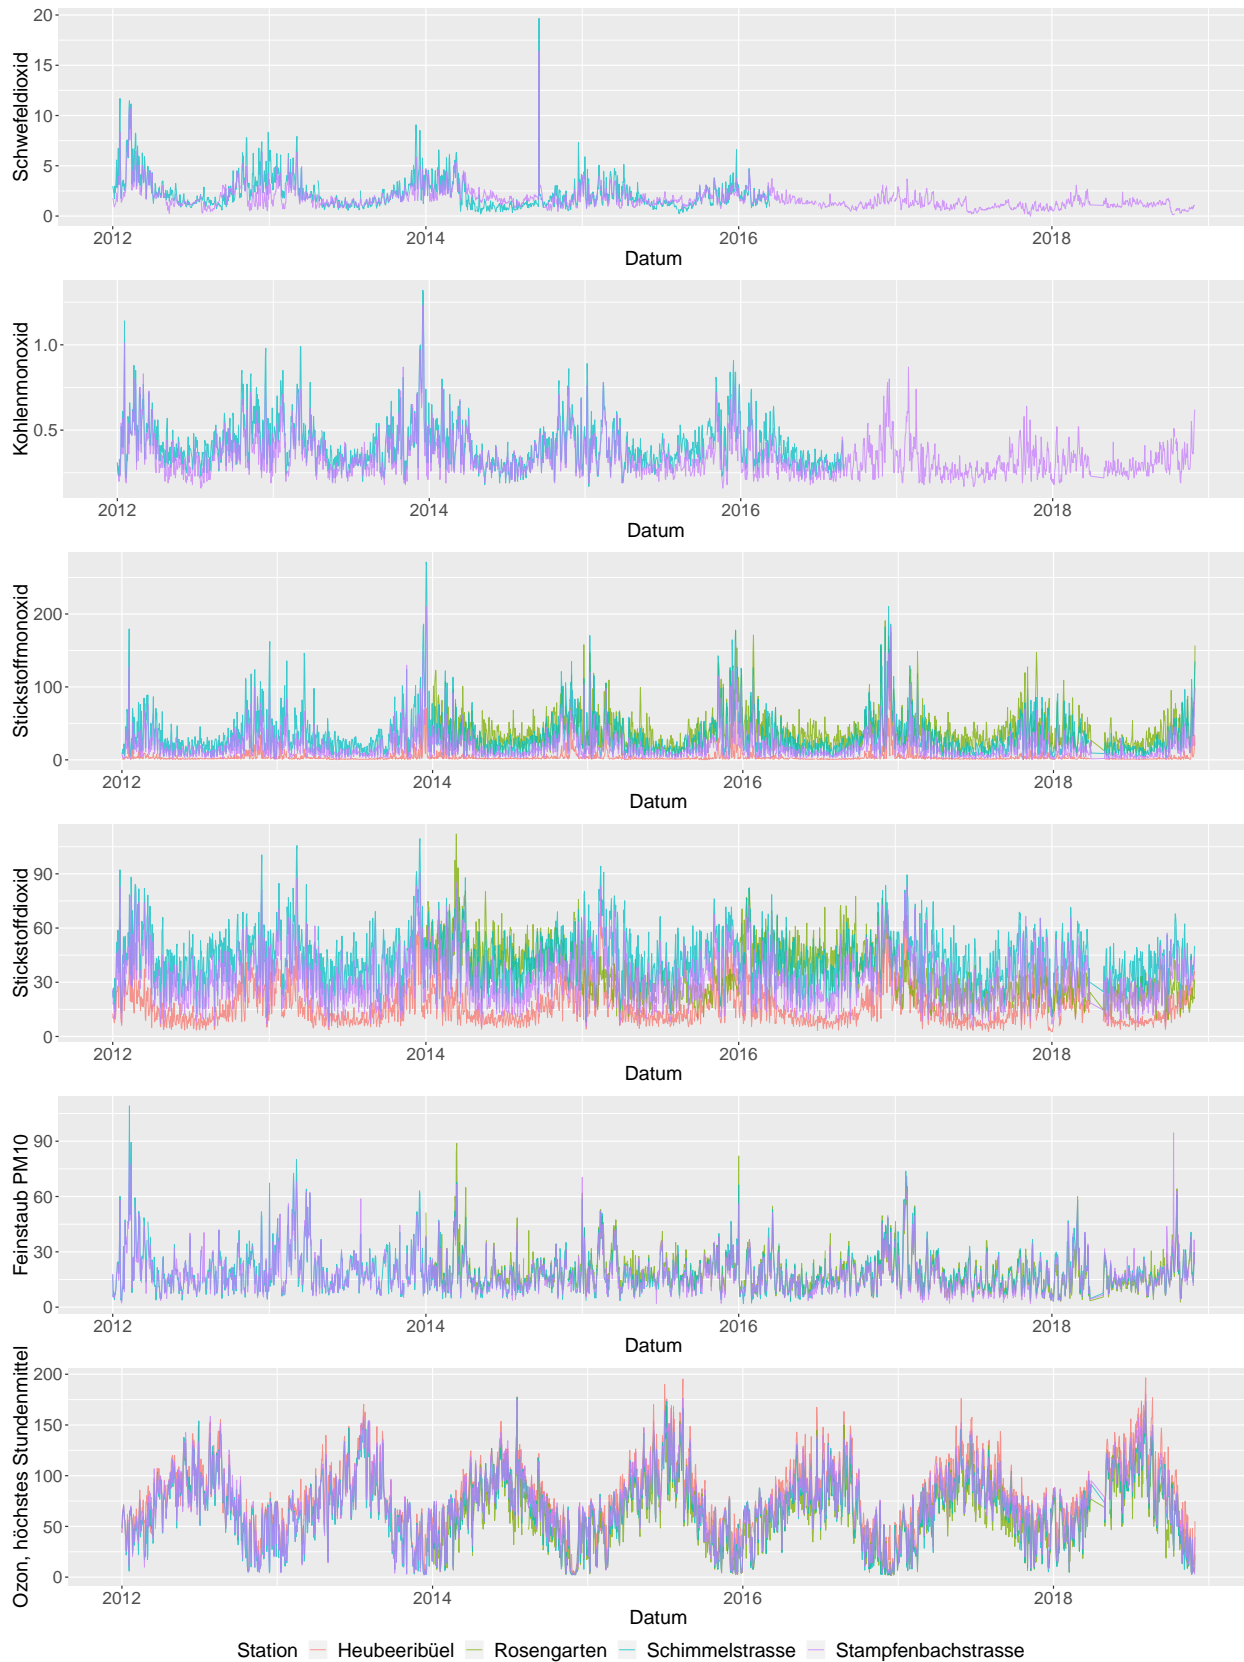 Schwefeldioxid
20
15
10
5
0
2012 2014 2016 2018
Datum
Kohlenmonoxid
1.0
0.5
2012 2014 2016 2018
Datum
Stickstoffmonoxid
200
100
0
2012 2014 2016 2018
Datum
Stickstoffdioxid
90
60
30
0
2012 2014 2016 2018
Datum
Feinstaub PM10
90
60
30
0
2012 2014 2016 2018
Datum
Ozon, höchstes Stundenmittel
200
150
100
50
0
2012 2014 2016 2018
Datum
Station Heubeeribüel Rosengarten Schimmelstrasse Stampfenbachstrasse